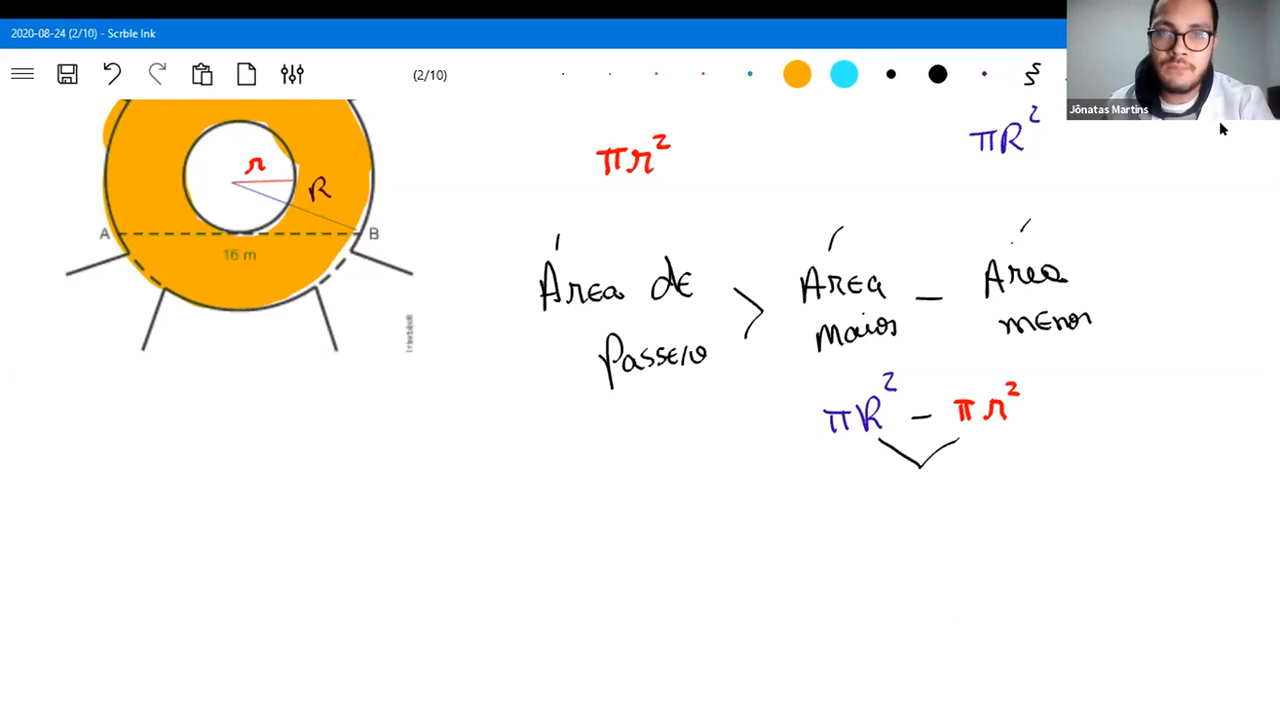 2020-08-24 (2/10) - Scrble Ink
(2/10)
Jônatas Martins
r
R
A
B
16 m
πr²
πR²
Área de
Passeio
>
Área
maior
-
Área
menor
πR² - πr²